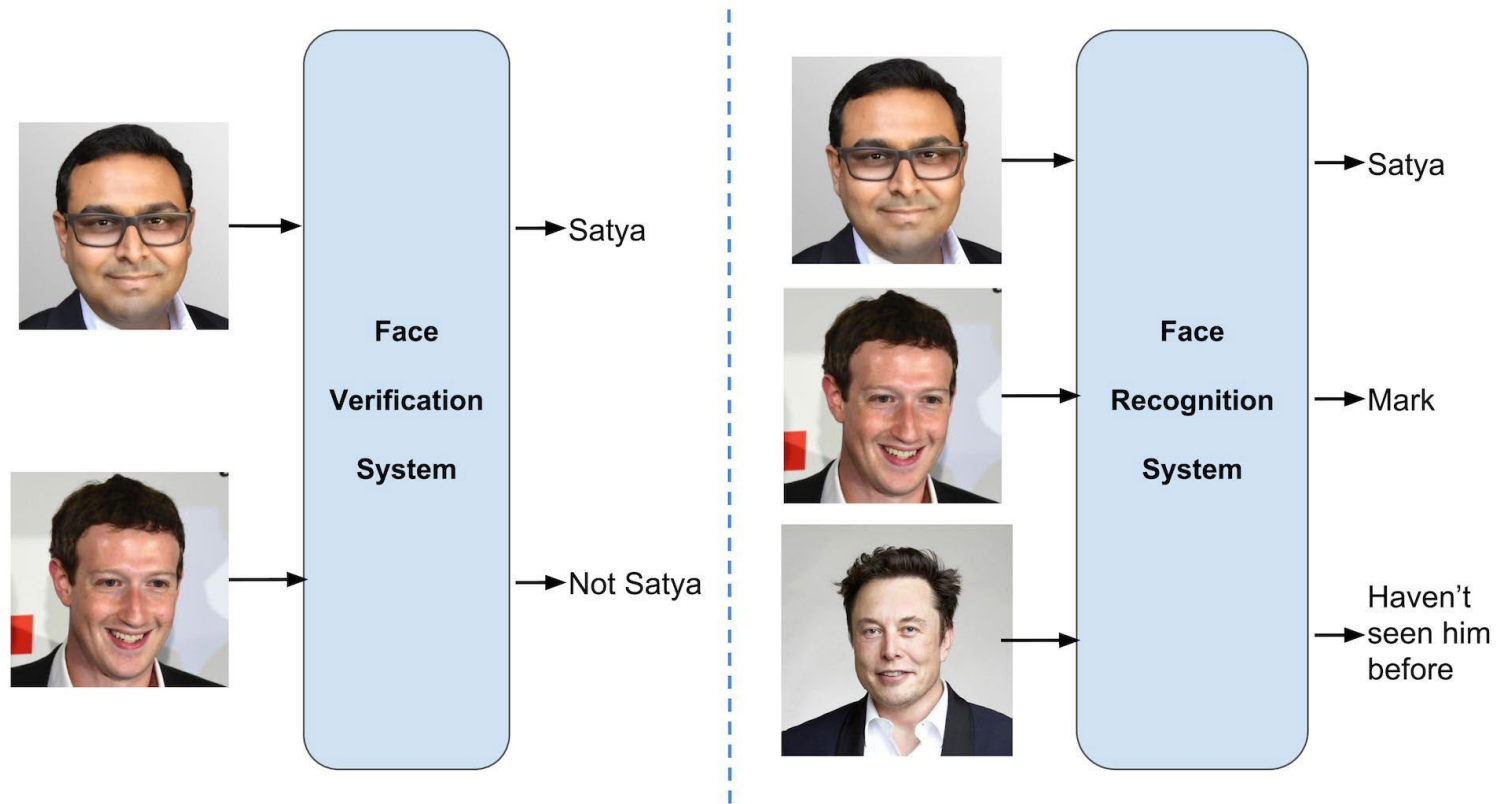 Face
Verification
System
Satya
Not Satya
Face
Recognition
System
Satya
Mark
Haven’t
seen him
before